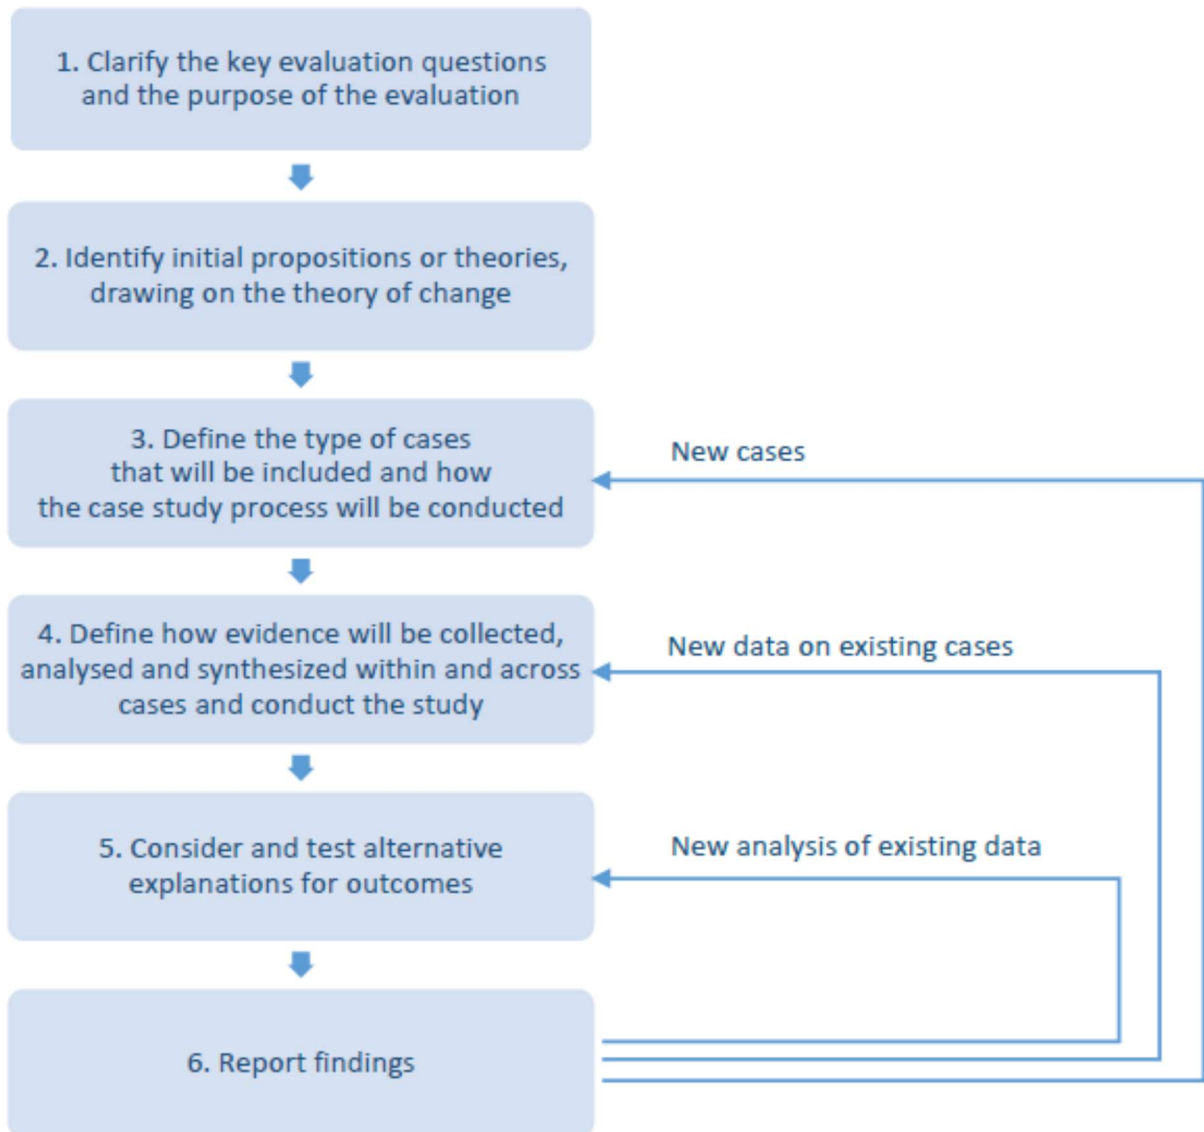 1. Clarify the key evaluation questions
and the purpose of the evaluation
2. Identify initial propositions or theories,
drawing on the theory of change
3. Define the type of cases
that will be included and how
the case study process will be conducted
New cases
4. Define how evidence will be collected,
analysed and synthesized within and across
cases and conduct the study
New data on existing cases
5. Consider and test alternative
explanations for outcomes
New analysis of existing data
6. Report findings